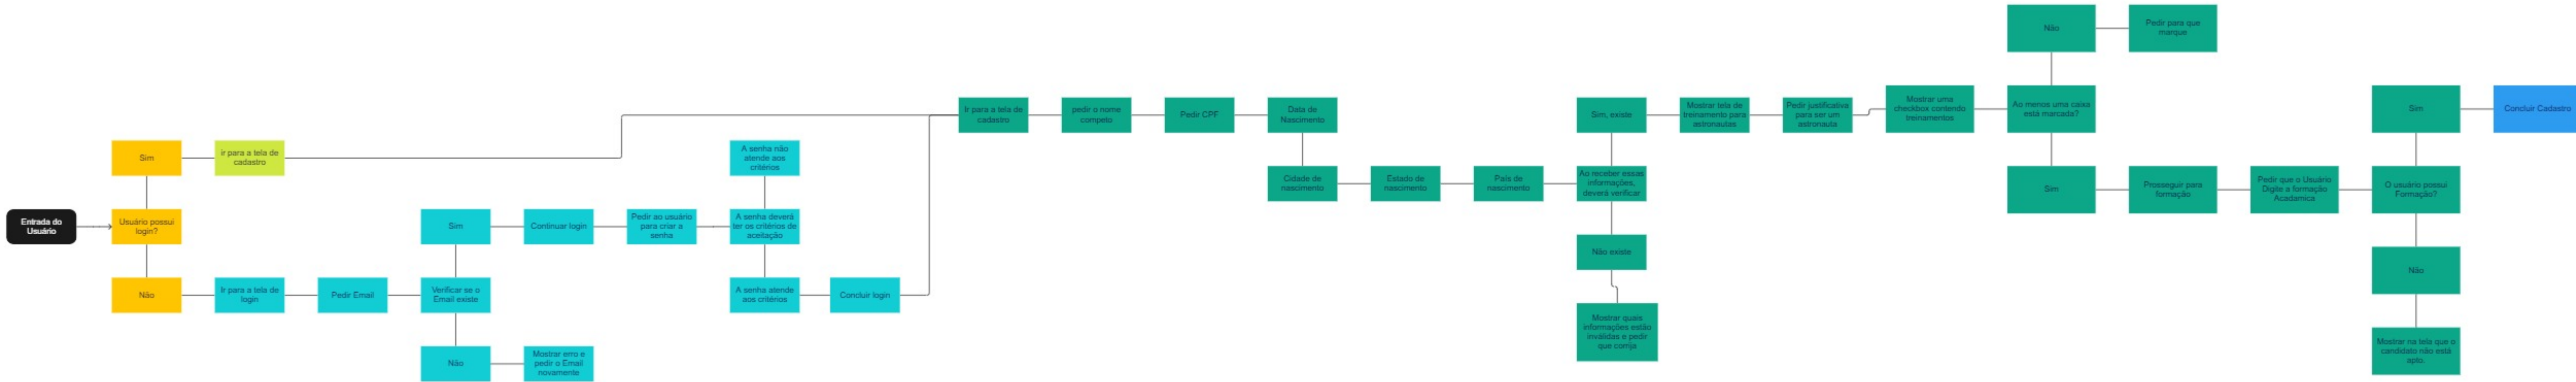 Entrada do
Usuário
Usuário possui
login?
Sim
ir para a tela de
cadastro
Não
Ir para a tela de
login
Pedir Email
Verificar se o
Email existe
Sim
Continuar login
Pedir ao usuário
para criar a
senha
Não
Mostrar erro e
pedir o Email
novamente
A senha deverá
ter os critérios de
aceitação
A senha não
atende aos
critérios
A senha atende
aos critérios
Concluir login
Ir para a tela de
cadastro
pedir o nome
competo
Pedir CPF
Data de
Nascimento
Cidade de
nascimento
Estado de
nascimento
País de
nascimento
Ao receber essas
informações,
deverá verificar
Sim, existe
Não existe
Mostrar quais
informações estão
inválidas e pedir
que corrija
Mostrar tela de
treinamento para
astronautas
Pedir justificativa
para ser um
astronauta
Mostrar uma
checkbox contendo
treinamentos
Ao menos uma caixa
está marcada?
Não
Pedir para que
marque
Sim
Prosseguir para
formação
Pedir que o Usuário
Digite a formação
Acadamica
O usuário possui
Formação?
Sim
Concluir Cadastro
Não
Mostrar na tela que o
candidato não está
apto.